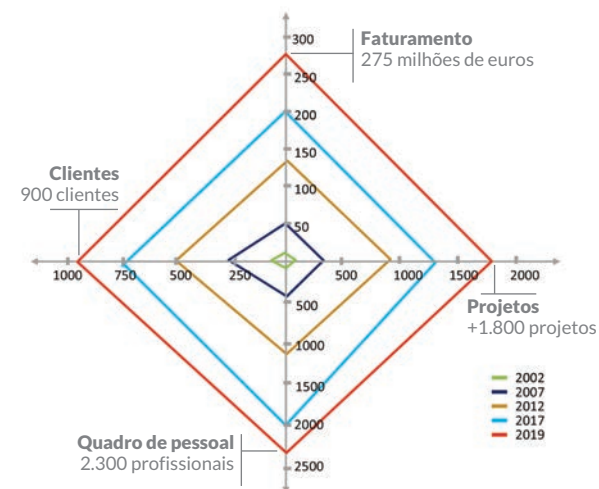 300
Faturamento
275 milhões de euros
250
200
150
Clientes
900 clientes
100
50
1000 750 500 250 500 1000 1500 2000
500
Projetos
+1.800 projetos
1000
1500
2000
2500
Quadro de pessoal
2.300 profissionais
2002
2007
2012
2017
2019